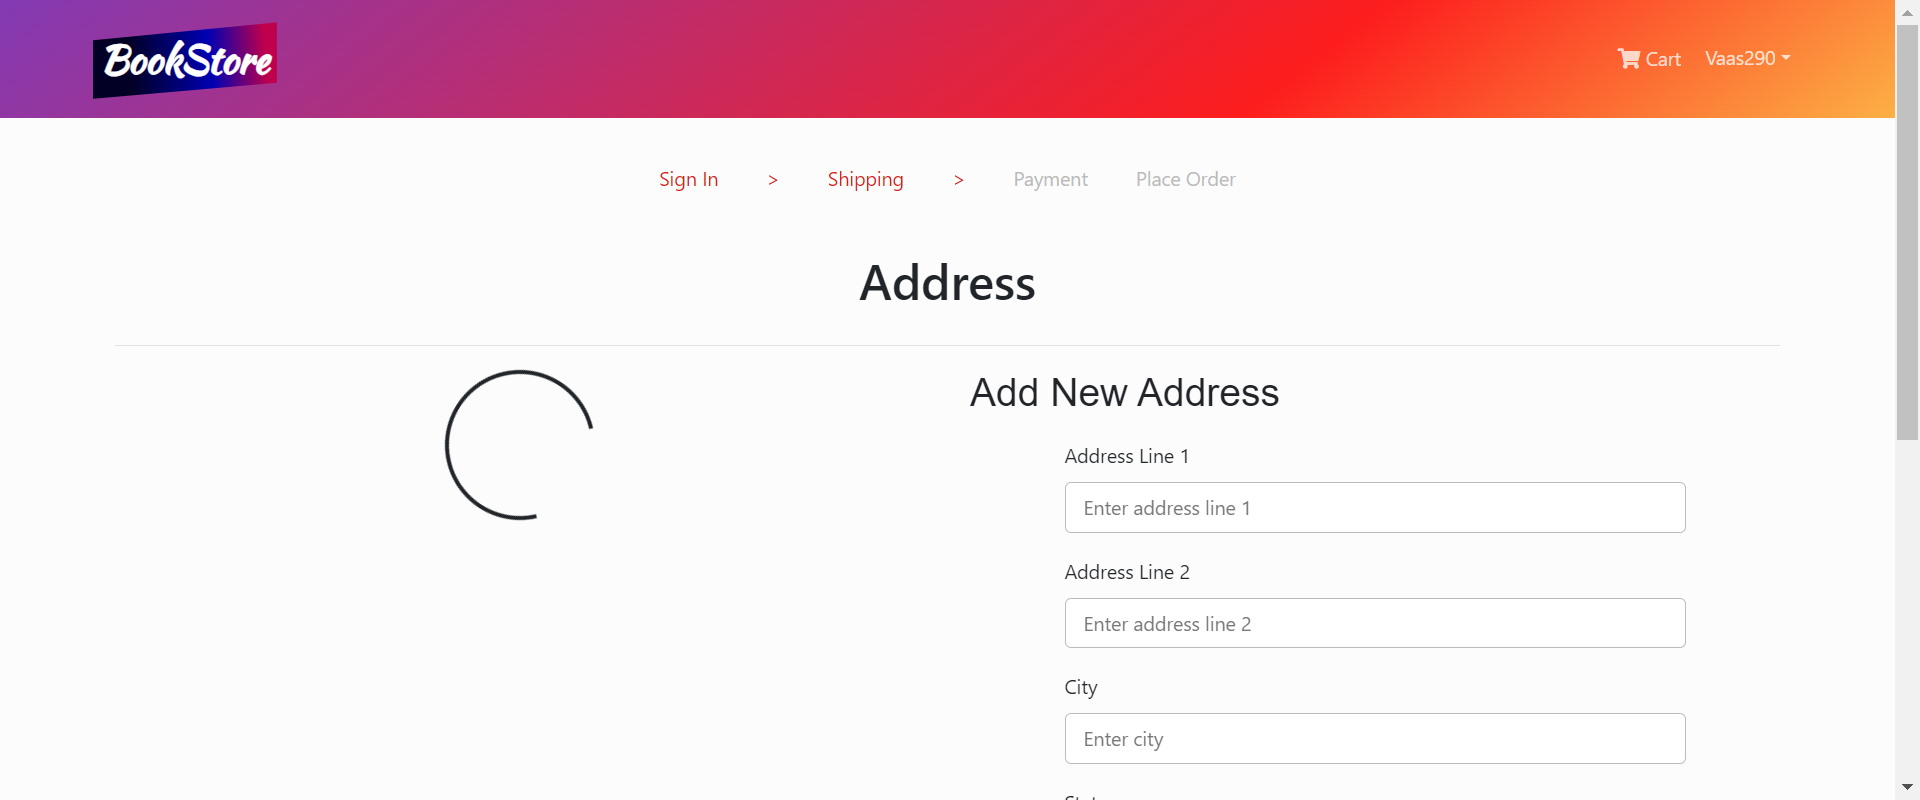 BookStore
Cart Vaas290
Sign In > Shipping > Payment Place Order
Address
Add New Address
Address Line 1
Enter address line 1
Address Line 2
Enter address line 2
City
Enter city